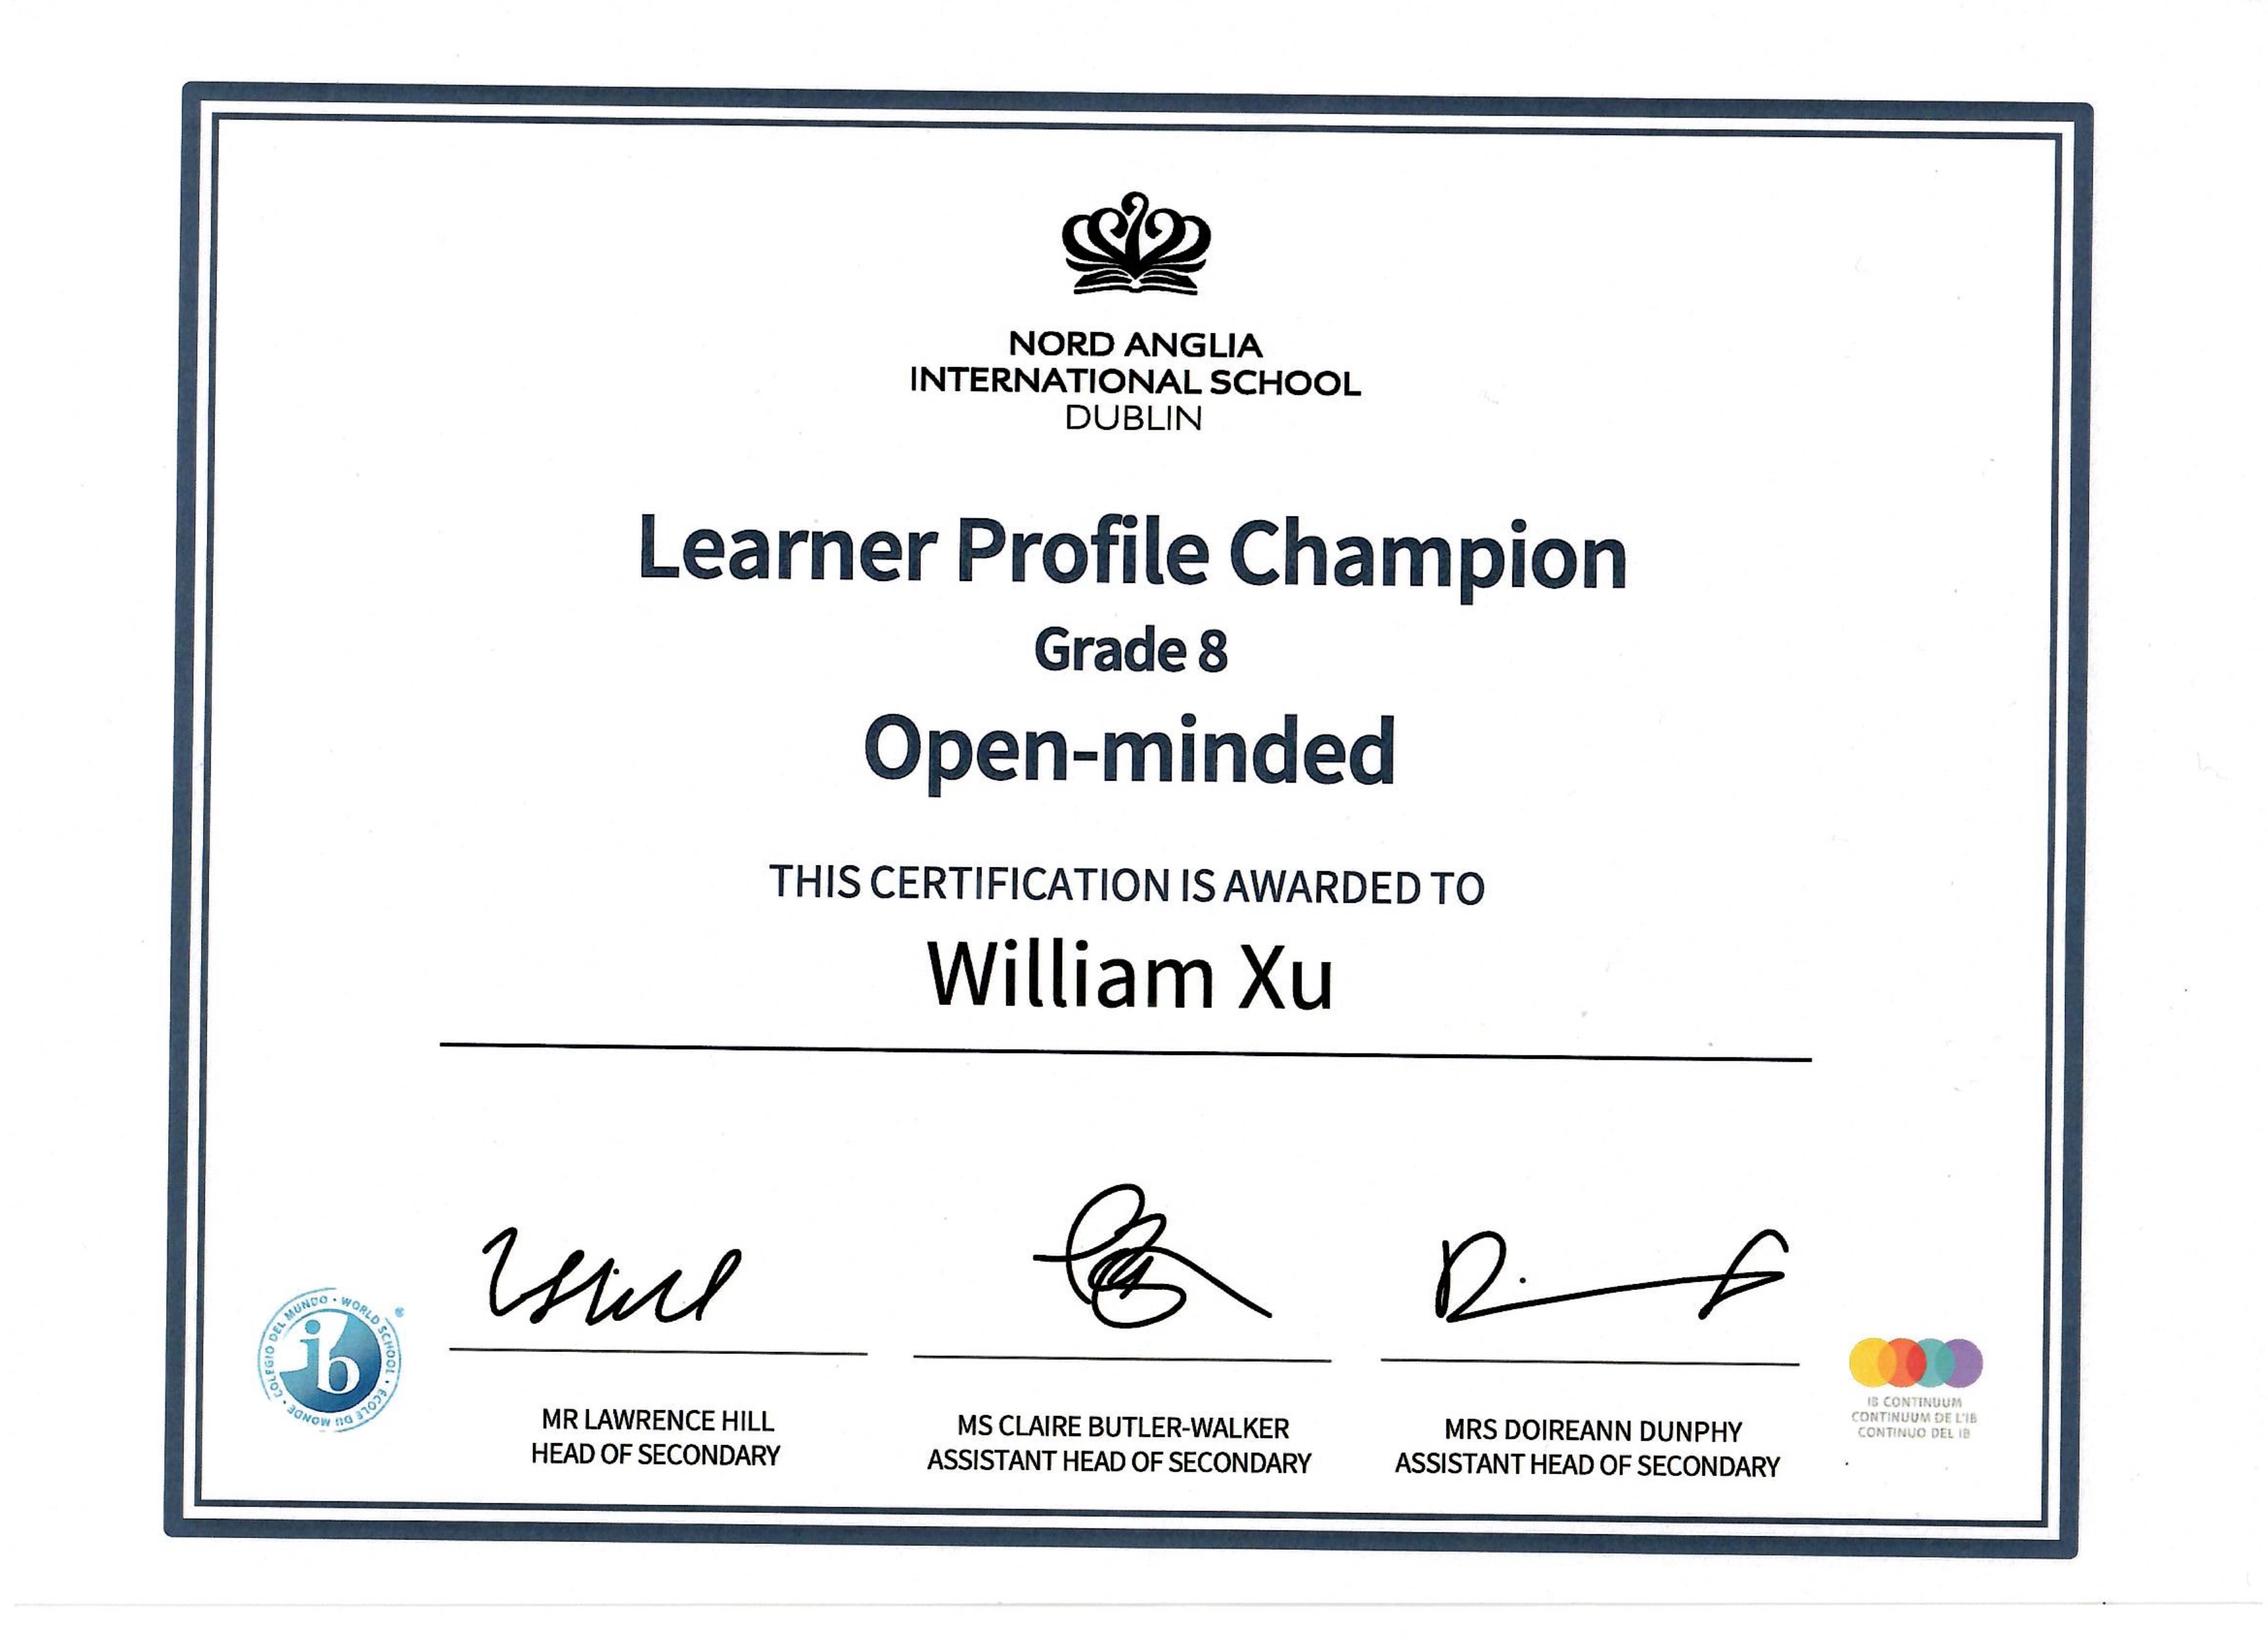 NORD ANGLIA
INTERNATIONAL SCHOOL
DUBLIN
Learner Profile Champion
Grade 8
Open-minded
THIS CERTIFICATION IS AWARDED TO
William Xu
MR LAWRENCE HILL
HEAD OF SECONDARY
MS CLAIRE BUTLER-WALKER
ASSISTANT HEAD OF SECONDARY
MRS DOIREANN DUNPHY
ASSISTANT HEAD OF SECONDARY
ib
COLEGIO DEL MUNDO · WORLD SCHOOL · ÉCOLE DU MONDE ·
®
IB CONTINUUM
CONTINUUM DE L'IB
CONTINUO DEL IB